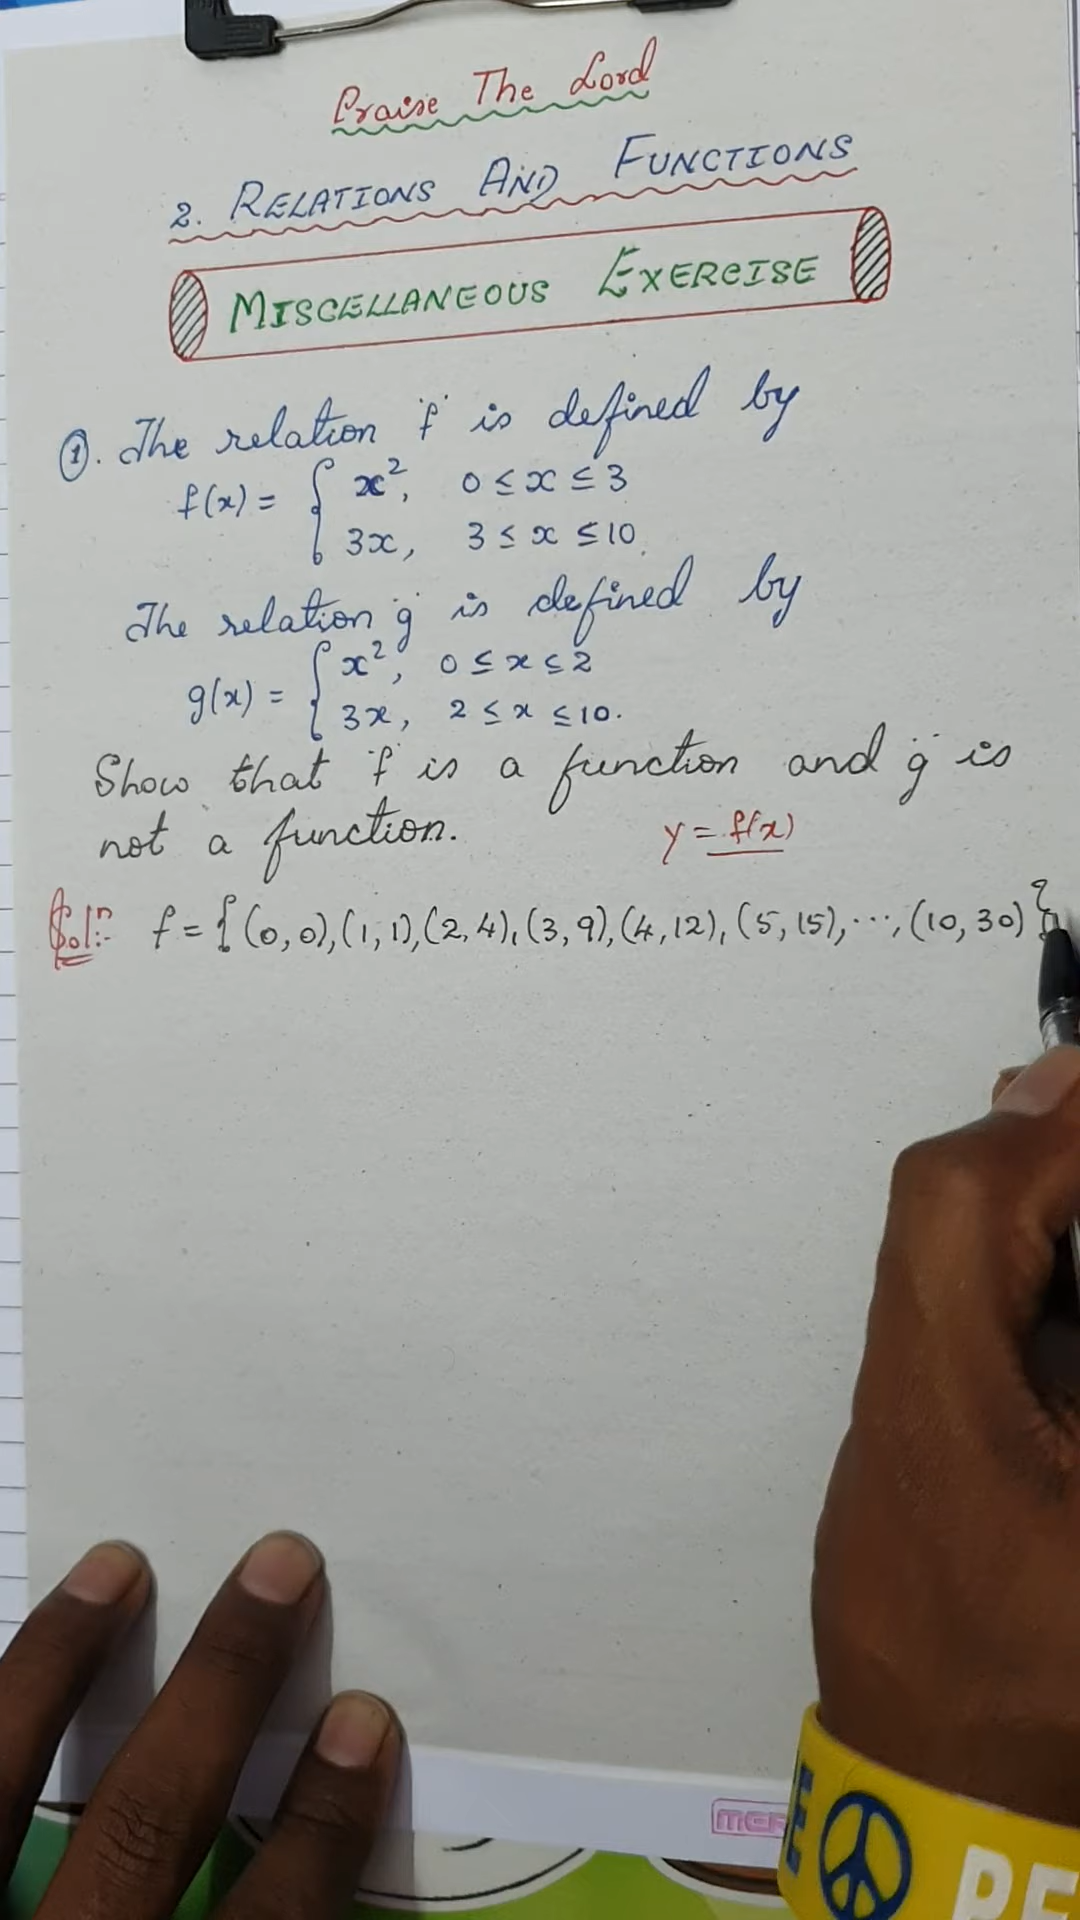 Praise The Lord
2. RELATIONS AND FUNCTIONS
MISCELLANEOUS EXERCISE
①. The relation 'f' is defined by
f(x) = { x², 0 ≤ x ≤ 3
3x, 3 ≤ x ≤ 10.
The relation 'g' is defined by
g(x) = { x², 0 ≤ x ≤ 2
3x, 2 ≤ x ≤ 10.
Show that 'f' is a function and 'g' is
not a function.
y = f(x)
Solⁿ:- f = { (0,0), (1,1), (2,4), (3,9), (4,12), (5,15), ..., (10,30) }